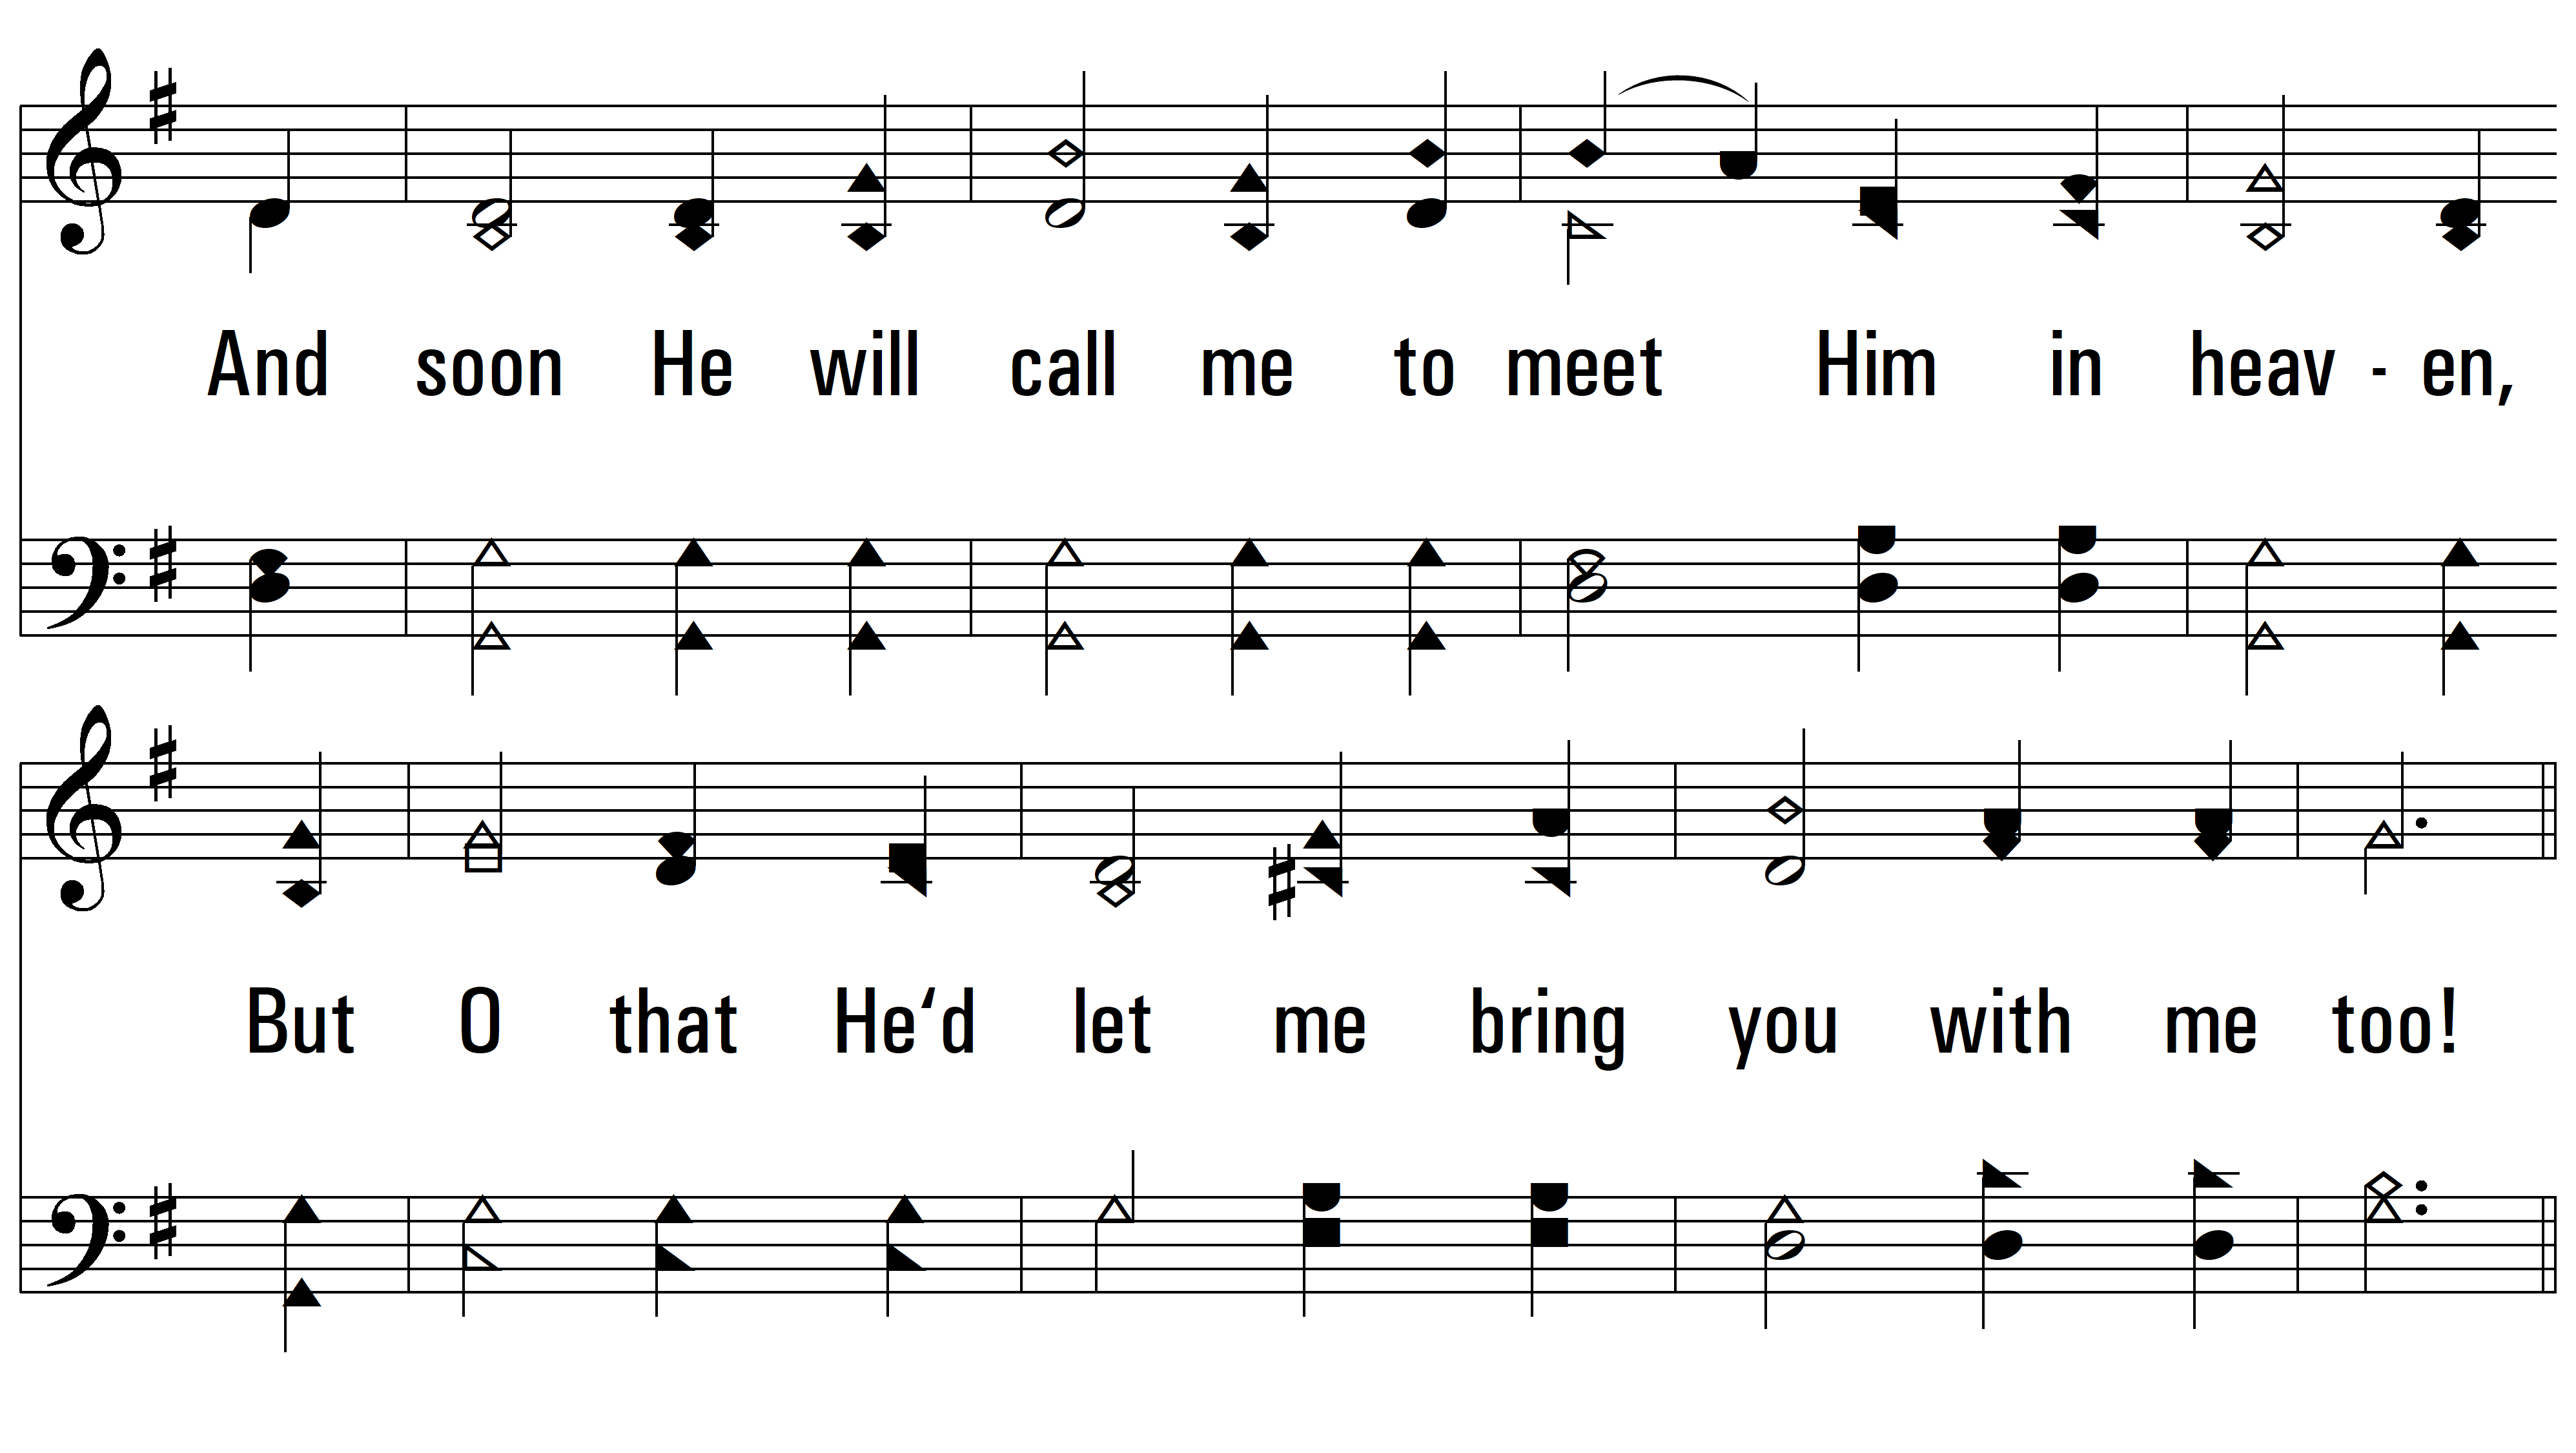 And soon He will call me to meet Him in heav - en,
But O that He‘d let me bring you with me too!